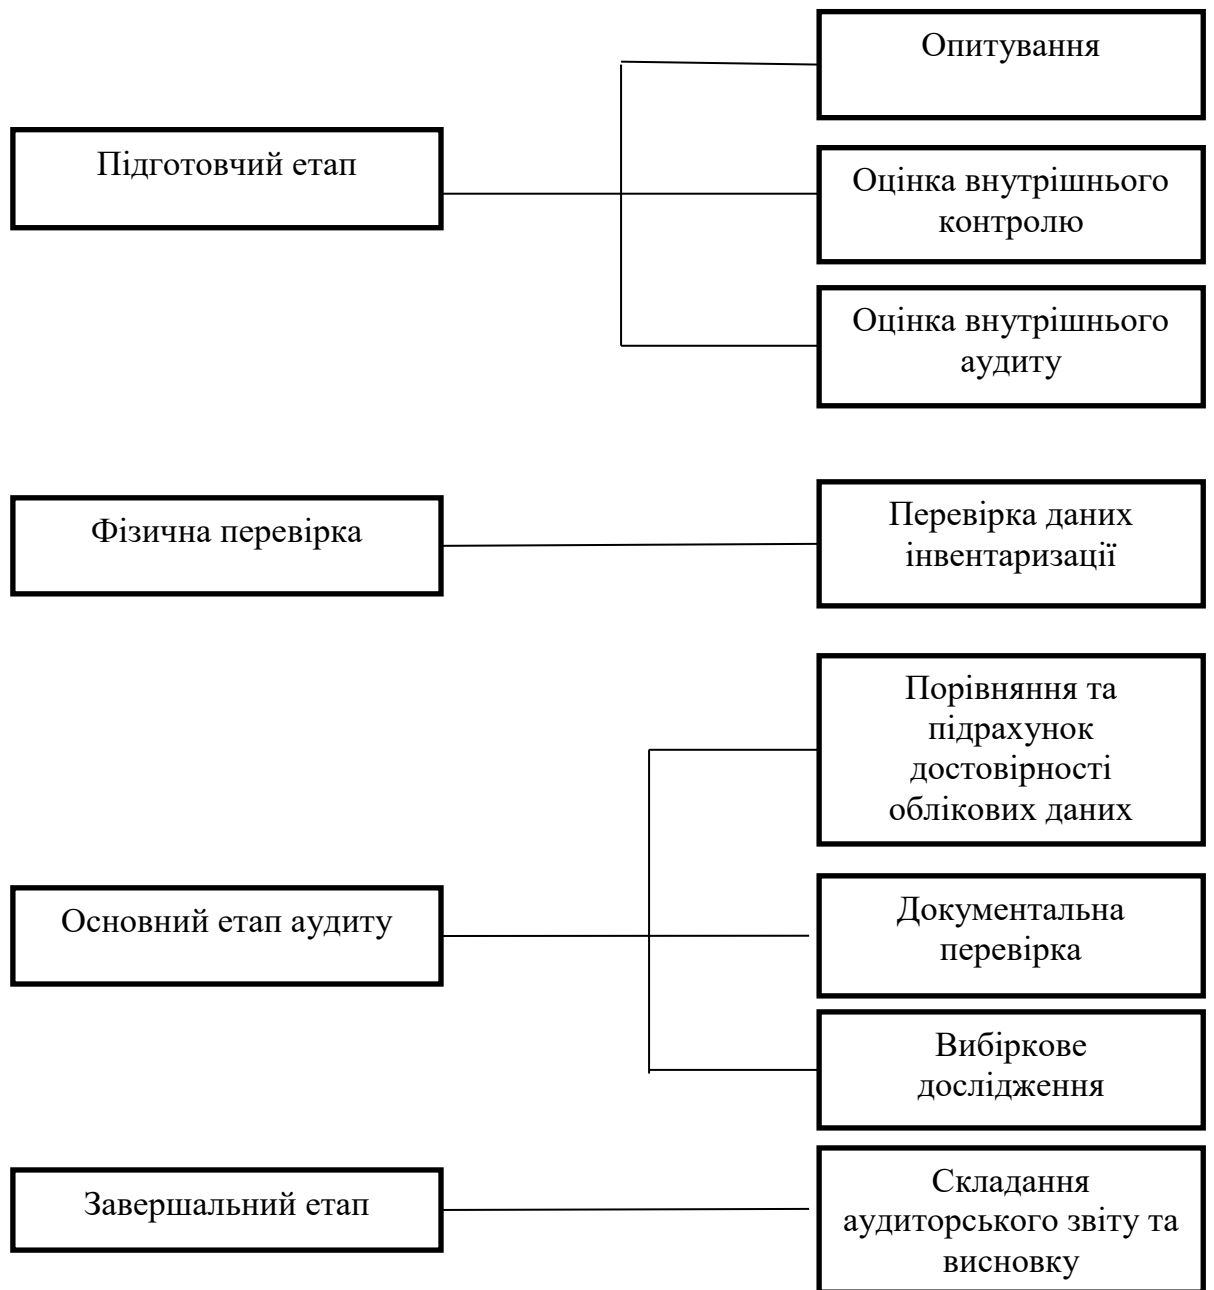 Опитування
Підготовчий етап
Оцінка внутрішнього
контролю
Оцінка внутрішнього
аудиту
Фізична перевірка
Перевірка даних
інвентаризації
Порівняння та
підрахунок
достовірності
облікових даних
Основний етап аудиту
Документальна
перевірка
Вибіркове
дослідження
Завершальний етап
Складання
аудиторського звіту та
висновку